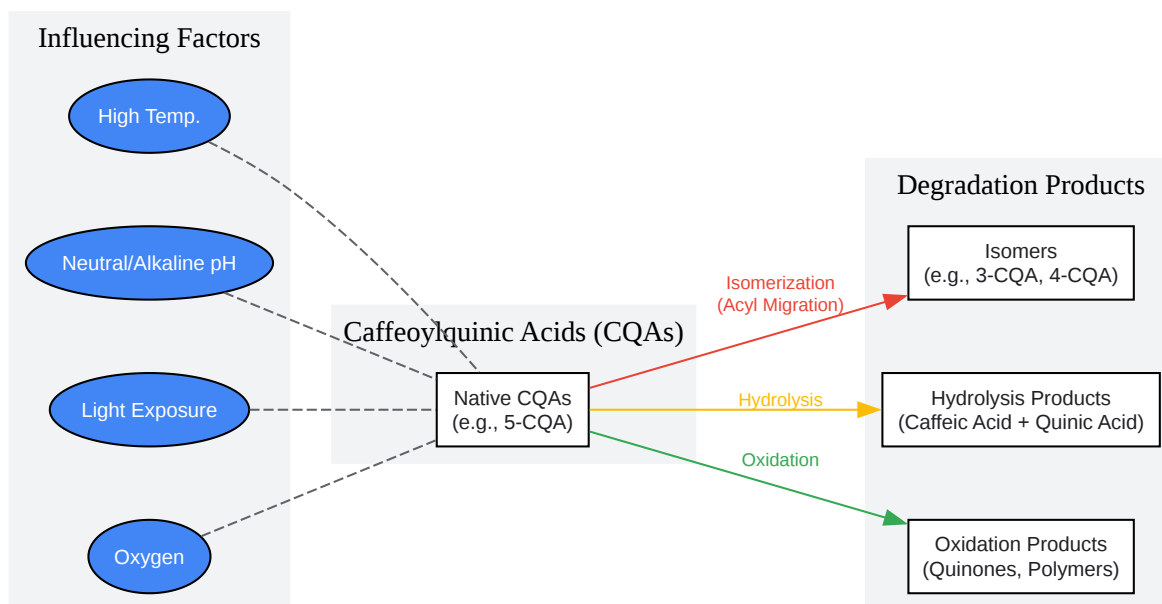 Influencing Factors
High Temp.
Neutral/Alkaline pH
Light Exposure
Oxygen
Caffeoylquinic Acids (CQAs)
Native CQAs
(e.g., 5-CQA)
Isomerization
(Acyl Migration)
Hydrolysis
Oxidation
Degradation Products
Isomers
(e.g., 3-CQA, 4-CQA)
Hydrolysis Products
(Caffeic Acid + Quinic Acid)
Oxidation Products
(Quinones, Polymers)